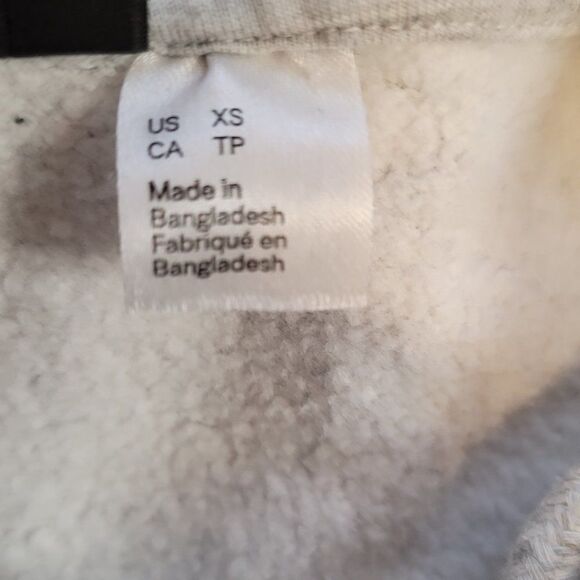 US XS
CA TP
Made in
Bangladesh
Fabriqué en
Bangladesh